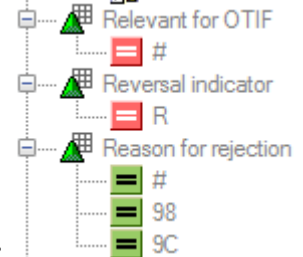 Relevant for OTIF
#
Reversal indicator
R
Reason for rejection
#
98
9C